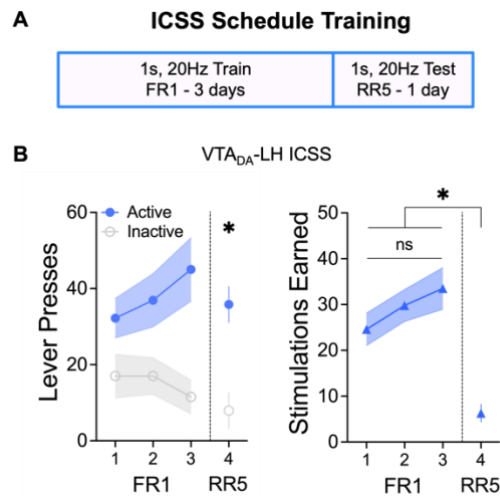 A
ICSS Schedule Training
1s, 20Hz Train
FR1 - 3 days
1s, 20Hz Test
RR5 - 1 day
B
VTADA-LH ICSS
Lever Presses
60
40
20
0
Active
Inactive
*
1 2 3 4
FR1 RR5
Stimulations Earned
50
40
30
20
10
0
*
ns
1 2 3 4
FR1 RR5